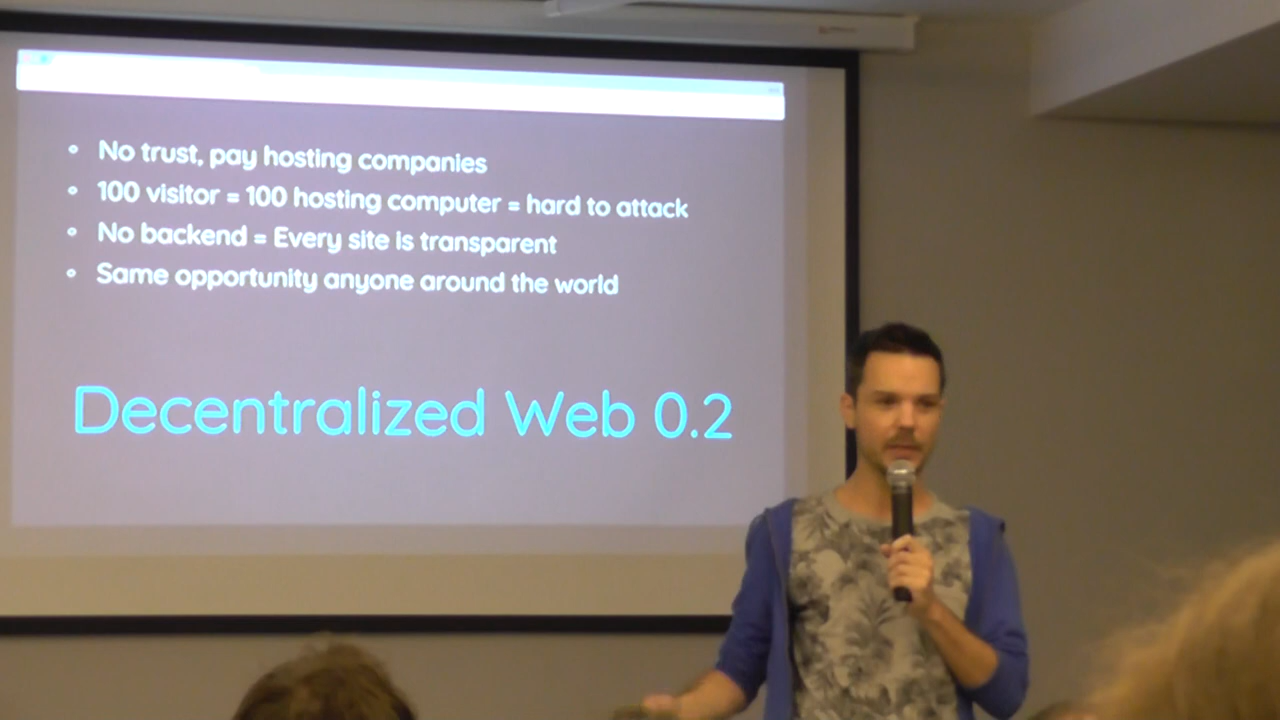 No trust, pay hosting companies
100 visitor = 100 hosting computer = hard to attack
No backend = Every site is transparent
Same opportunity anyone around the world
Decentralized Web 0.2